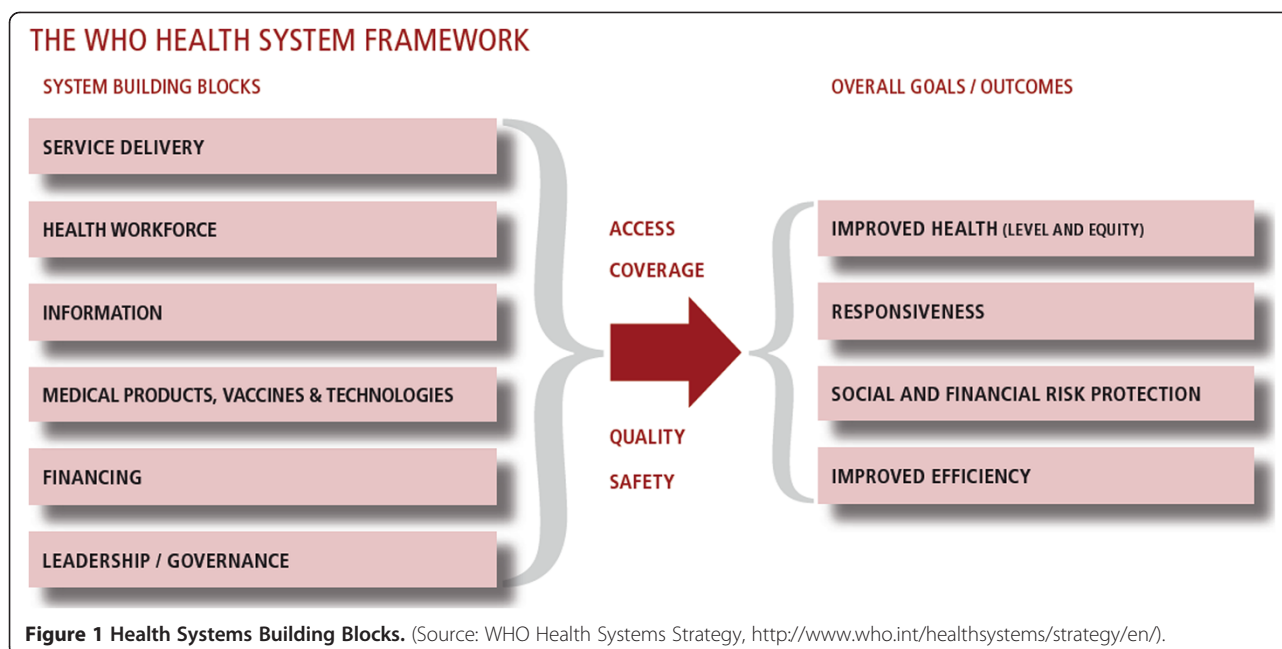 THE WHO HEALTH SYSTEM FRAMEWORK
SYSTEM BUILDING BLOCKS
SERVICE DELIVERY
HEALTH WORKFORCE
INFORMATION
MEDICAL PRODUCTS, VACCINES & TECHNOLOGIES
FINANCING
LEADERSHIP / GOVERNANCE
ACCESS
COVERAGE
QUALITY
SAFETY
OVERALL GOALS / OUTCOMES
IMPROVED HEALTH (LEVEL AND EQUITY)
RESPONSIVENESS
SOCIAL AND FINANCIAL RISK PROTECTION
IMPROVED EFFICIENCY
Figure 1 Health Systems Building Blocks. (Source: WHO Health Systems Strategy, http://www.who.int/healthsystems/strategy/en/).